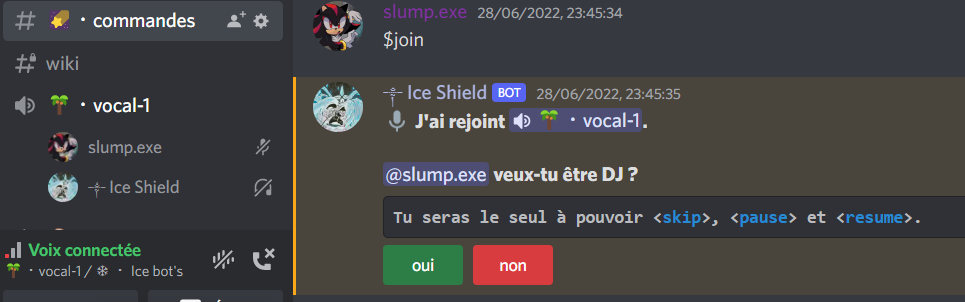 commandes
wiki
vocal-1
slump.exe
Ice Shield
Voix connectée
vocal-1 / ❄ · Ice bot's
slump.exe 28/06/2022, 23:45:34
$join
Ice Shield BOT 28/06/2022, 23:45:35
J'ai rejoint 🌴 · vocal-1.
@slump.exe veux-tu être DJ ?
Tu seras le seul à pouvoir <skip>, <pause> et <resume>.
oui
non